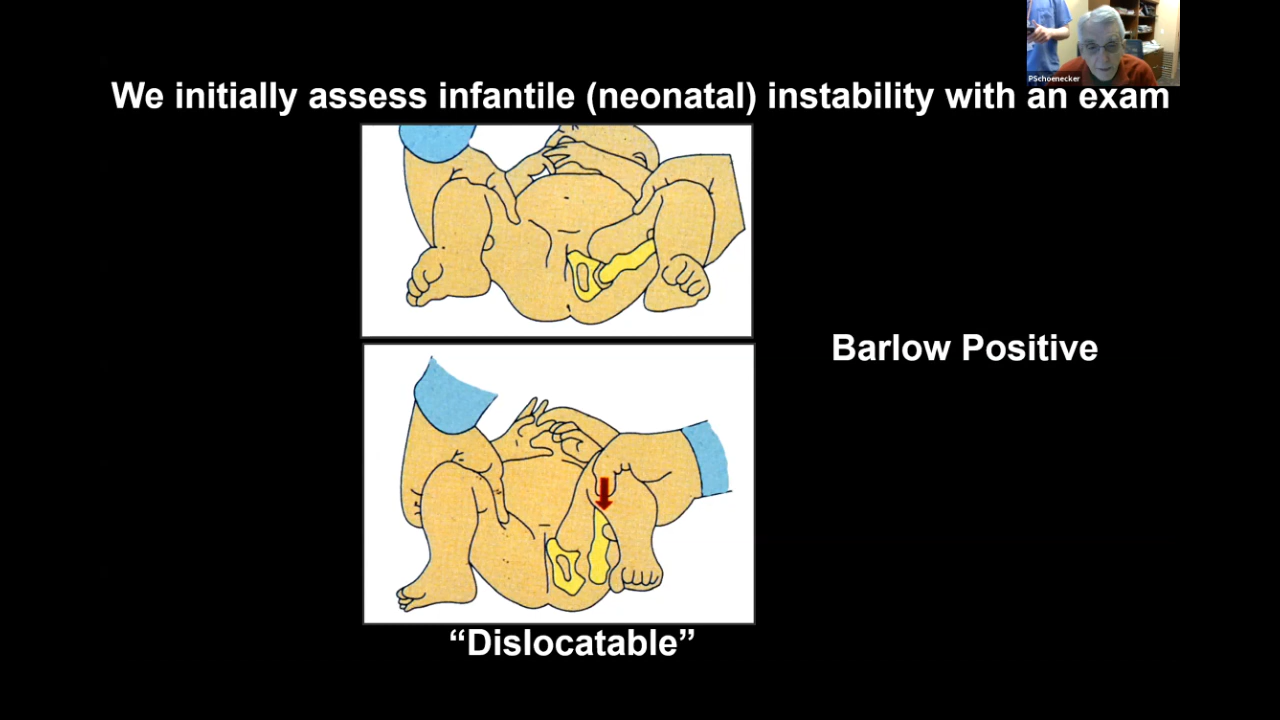 PSchoenecker
We initially assess infantile (neonatal) instability with an exam
Barlow Positive
“Dislocatable”